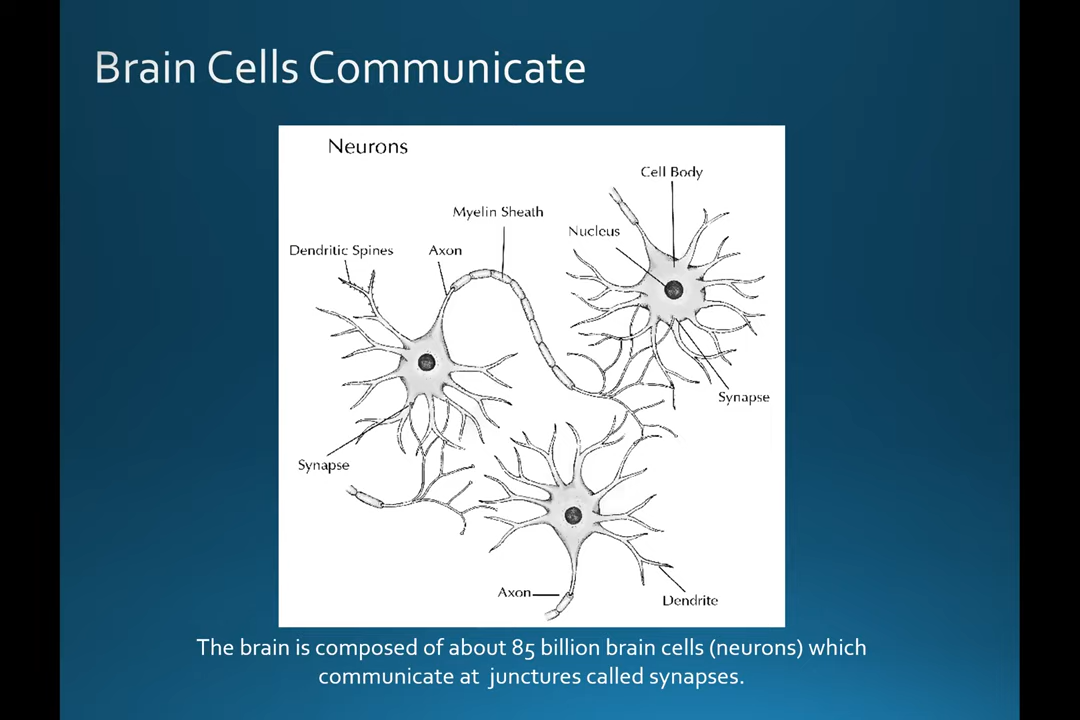 Brain Cells Communicate
Neurons
Cell Body
Myelin Sheath
Nucleus
Dendritic Spines
Axon
Synapse
Synapse
Axon
Dendrite
The brain is composed of about 85 billion brain cells (neurons) which
communicate at junctures called synapses.